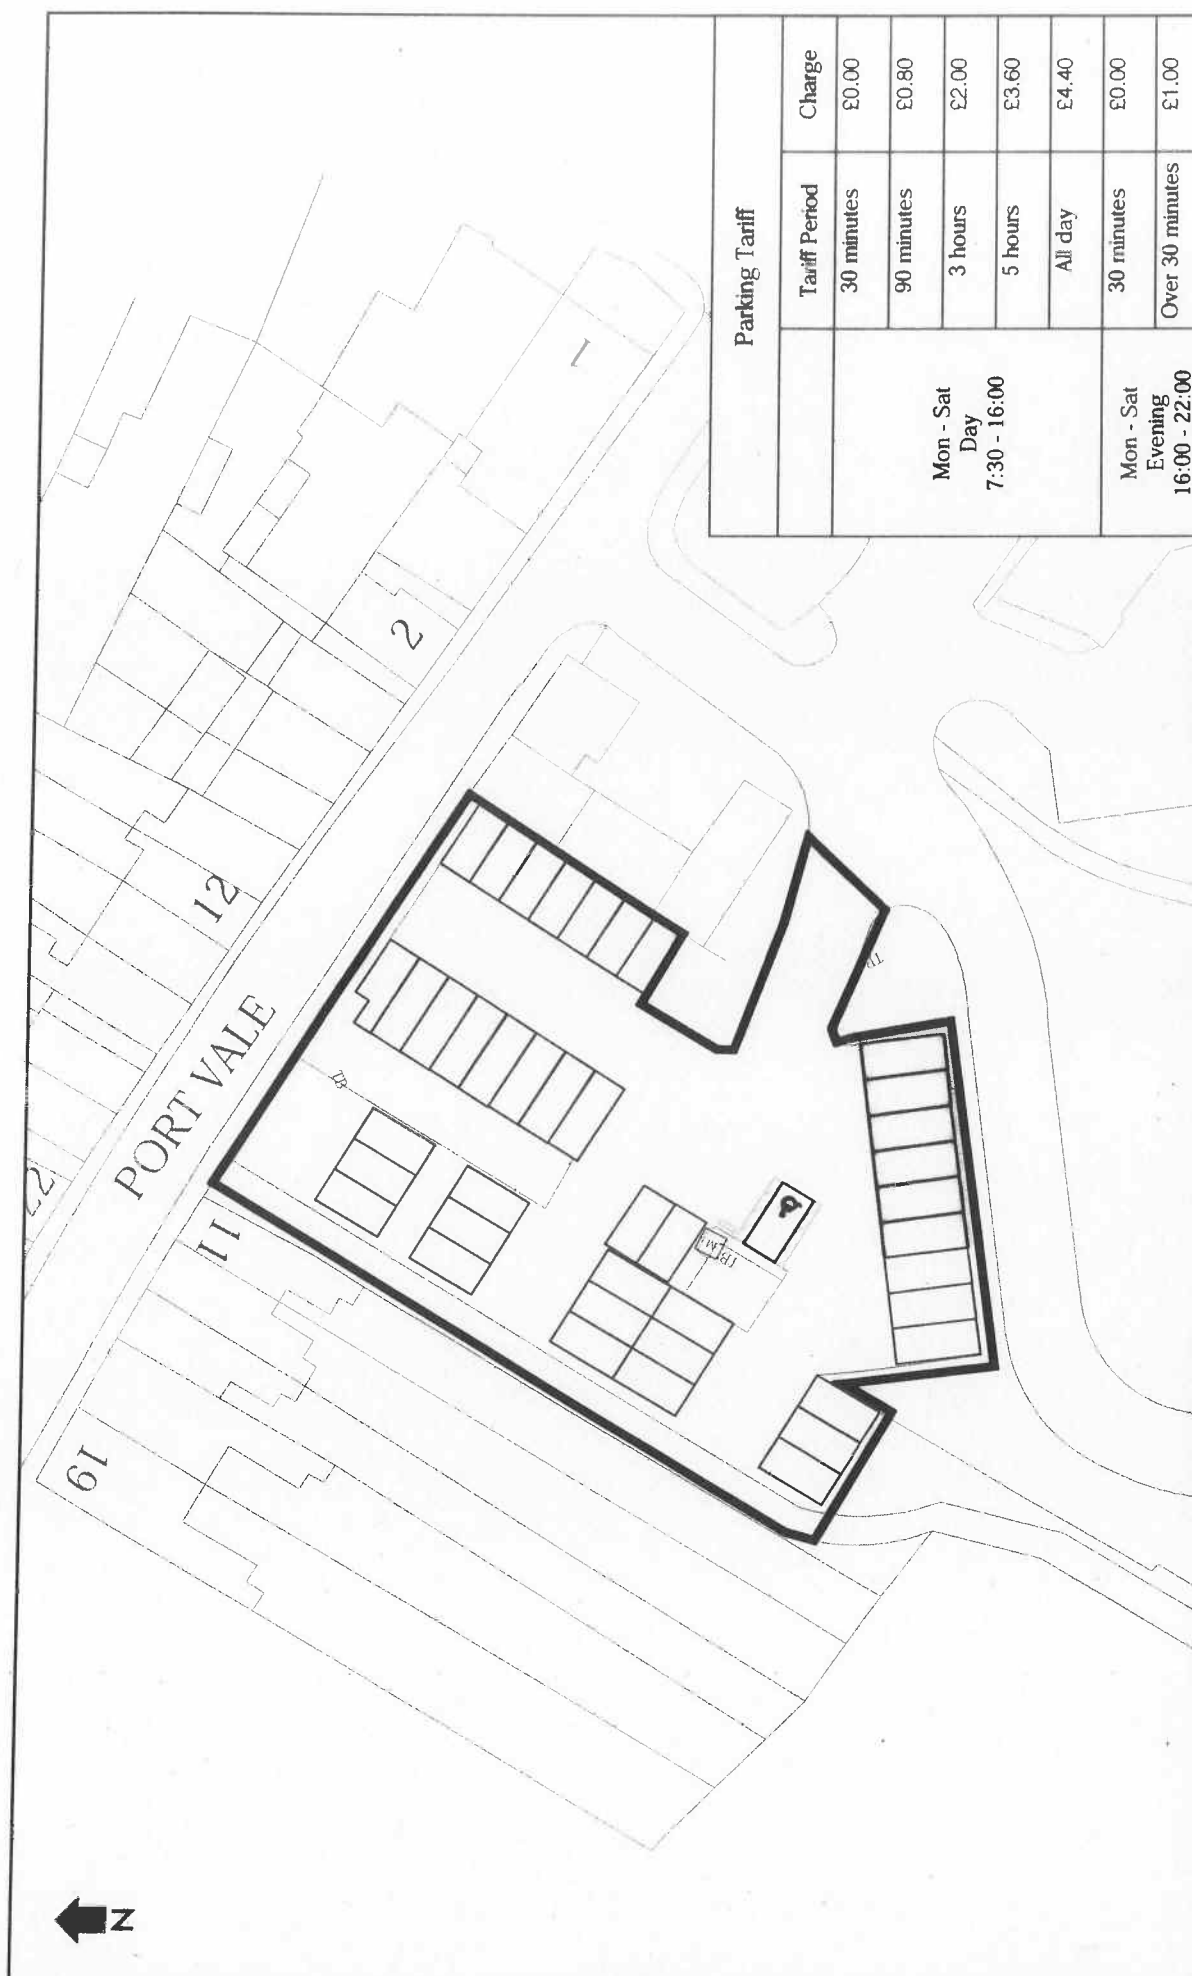 Parking Tariff
Tariff Period Charge
Mon - Sat
Day
7:30 - 16:00
30 minutes £0.00
90 minutes £0.80
3 hours £2.00
5 hours £3.60
All day £4.40
Mon - Sat
Evening
16:00 - 22:00
30 minutes £0.00
Over 30 minutes £1.00
PORT VALE
1
2
12
22
11
19
TB
M
N